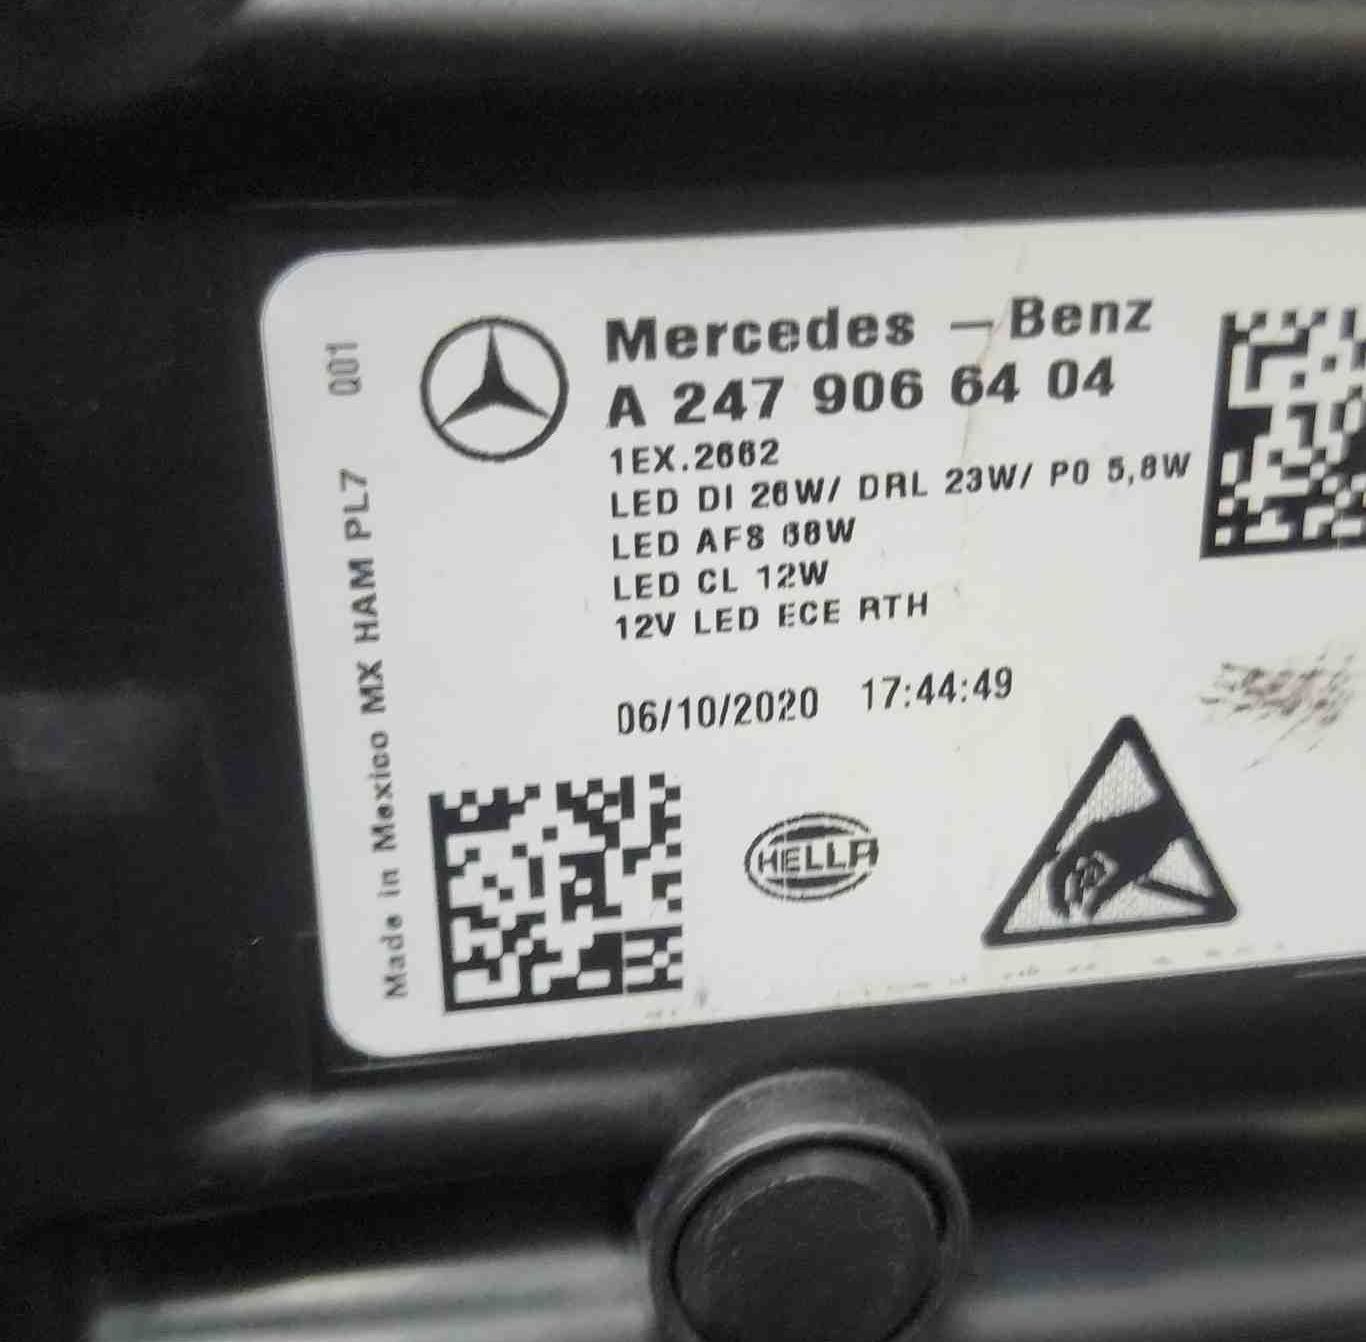 Mercedes - Benz
A 247 906 64 04
1EX.2662
LED DI 26W/ DRL 23W/ PO 5,8W
LED AFS 68W
LED CL 12W
12V LED ECE RTH
06/10/2020 17:44:49
HELLA
Made in Mexico MX HAM PL7 Q01